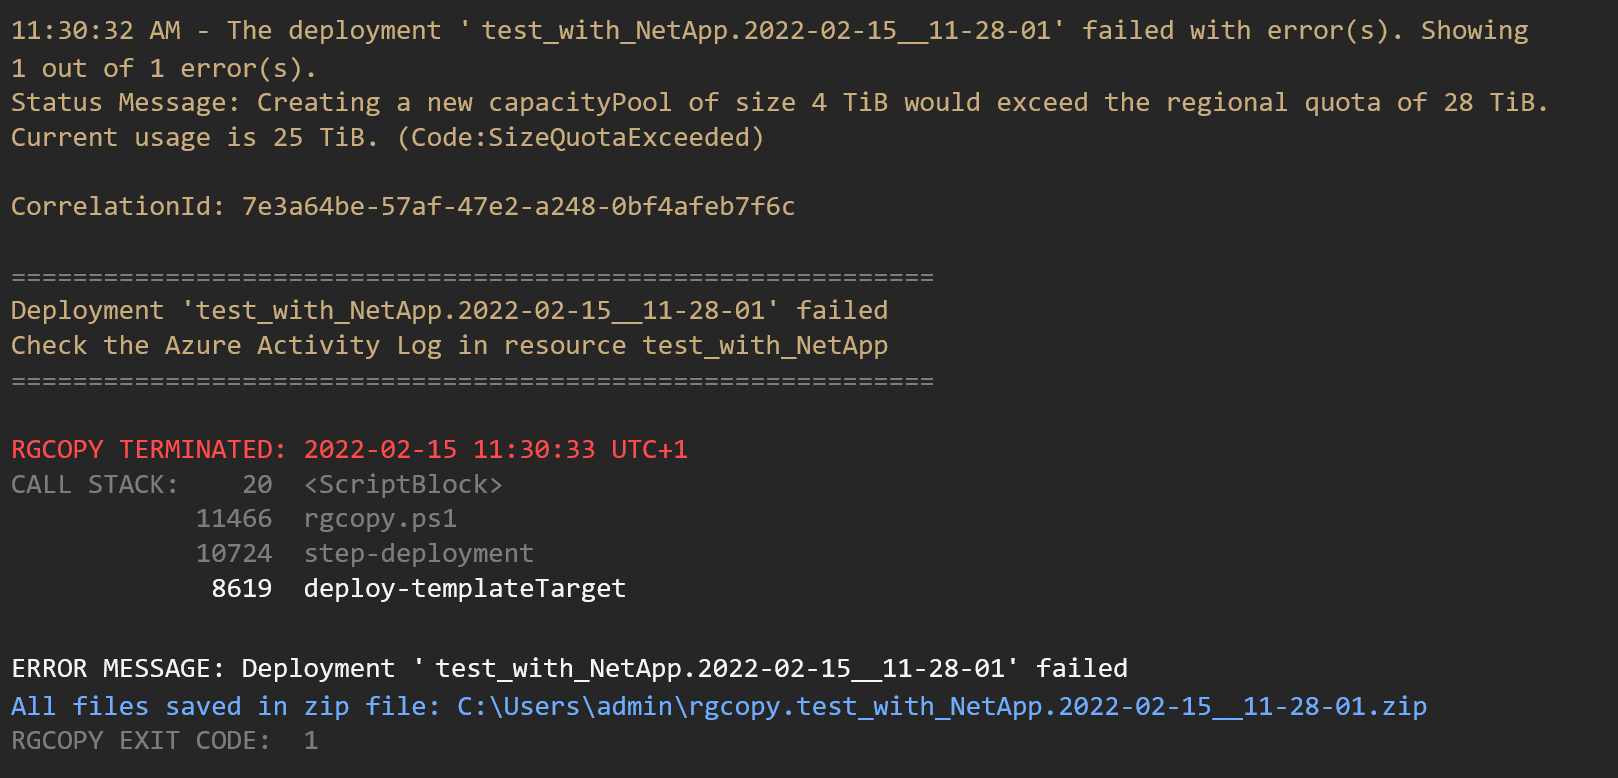 11:30:32 AM - The deployment ' test_with_NetApp.2022-02-15__11-28-01' failed with error(s). Showing
1 out of 1 error(s).
Status Message: Creating a new capacityPool of size 4 TiB would exceed the regional quota of 28 TiB.
Current usage is 25 TiB. (Code:SizeQuotaExceeded)
CorrelationId: 7e3a64be-57af-47e2-a248-0bf4afeb7f6c
============================================================
Deployment 'test_with_NetApp.2022-02-15__11-28-01' failed
Check the Azure Activity Log in resource test_with_NetApp
============================================================
RGCOPY TERMINATED: 2022-02-15 11:30:33 UTC+1
CALL STACK:    20  <ScriptBlock>
11466  rgcopy.ps1
10724  step-deployment
8619  deploy-templateTarget
ERROR MESSAGE: Deployment ' test_with_NetApp.2022-02-15__11-28-01' failed
All files saved in zip file: C:\Users\admin\rgcopy.test_with_NetApp.2022-02-15__11-28-01.zip
RGCOPY EXIT CODE:  1